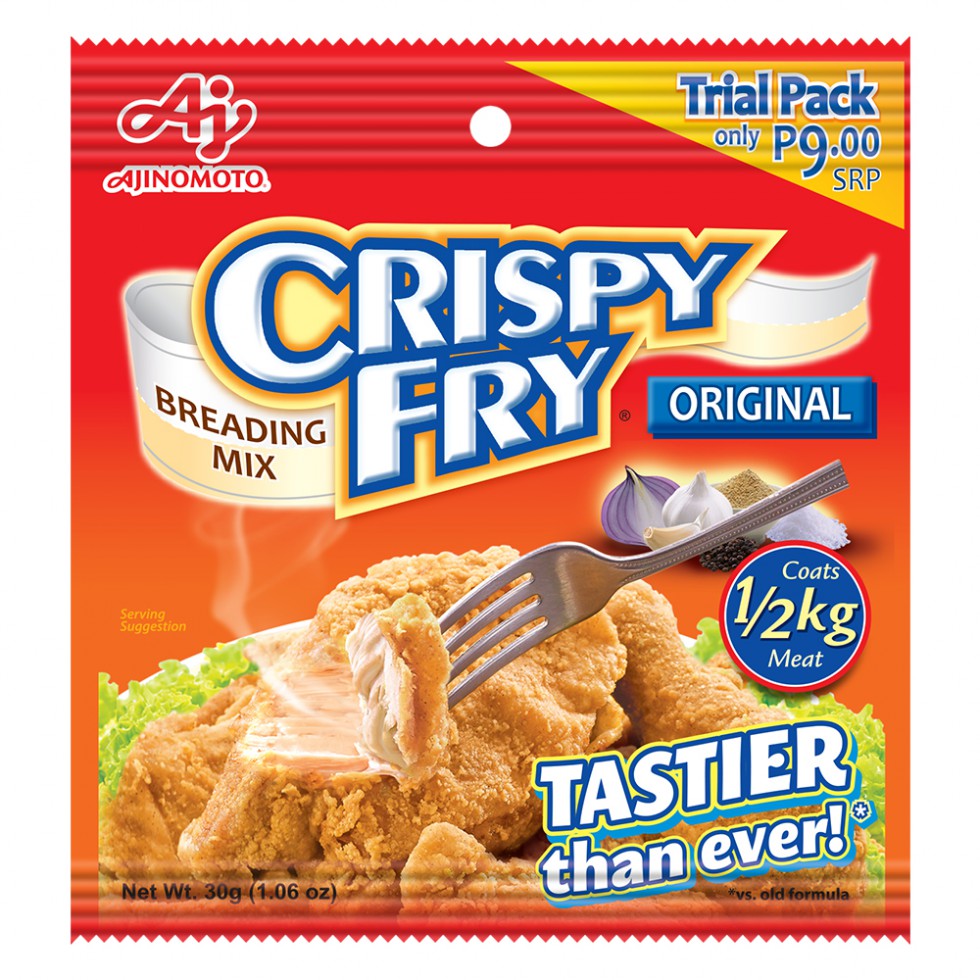 Aj
AJINOMOTO®
Trial Pack
only P9.00
SRP
CRISPY
FRY®
BREADING
MIX
ORIGINAL
Coats
1/2kg
Meat
Serving
Suggestion
TASTIER
than ever!*
Net Wt. 30g (1.06 oz)
*vs. old formula